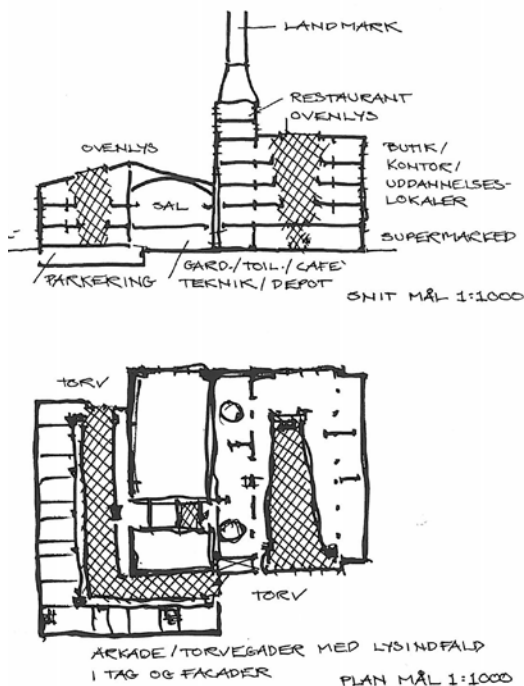 LANDMARK
RESTAURANT
OVENLYS
OVENLYS
BUTIK/
KONTOR/
UDDANNELSES-
LOKALER
SAL
SUPERMARKED
PARKERING
GARD./TOIL./CAFE'
TEKNIK/DEPOT
SNIT MÅL 1:1000
TORV
TORV
ARKADE/TORVEGADER MED LYSINDFALD
I TAG OG FACADER
PLAN MÅL 1:1000